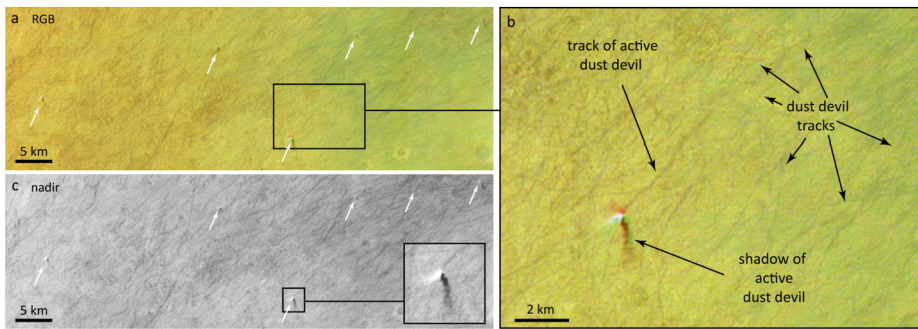 a RGB
5 km
c nadir
5 km
b
track of active
dust devil
dust devil
tracks
shadow of
active
dust devil
2 km